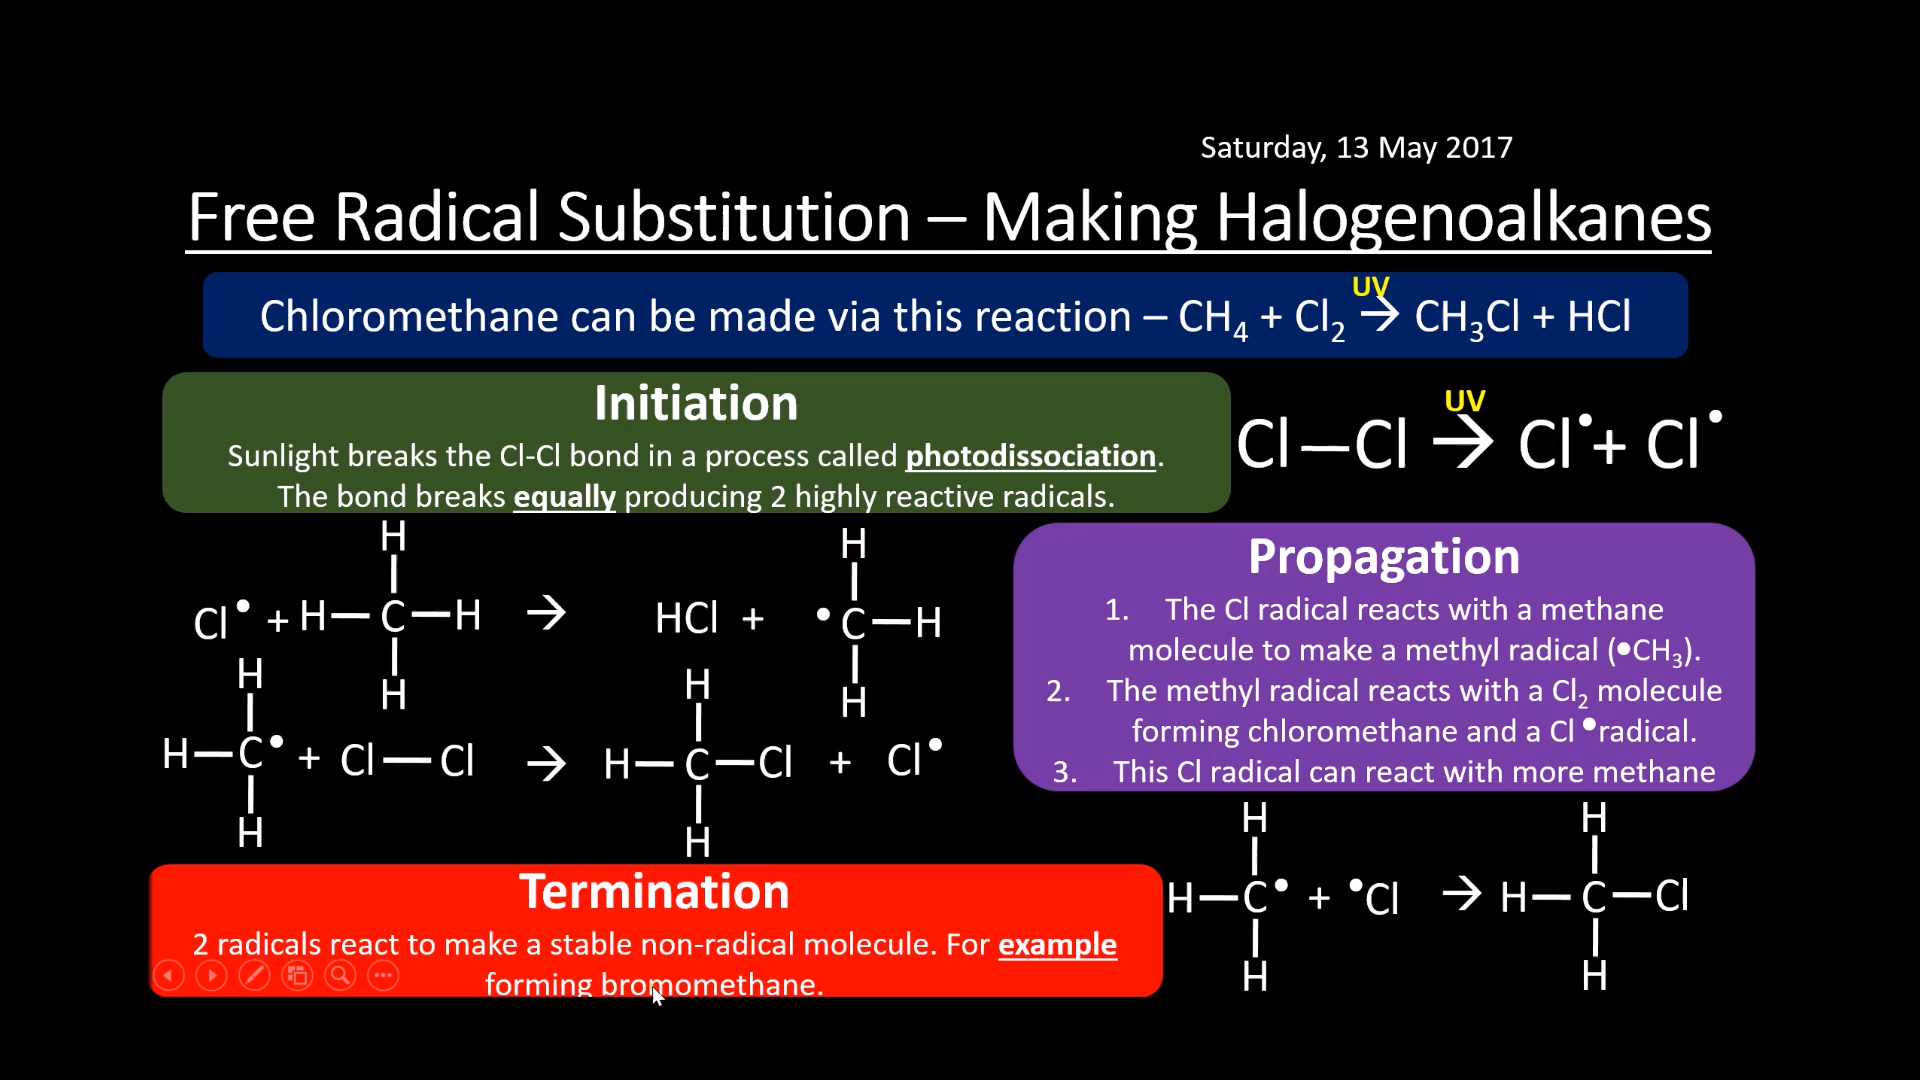 Saturday, 13 May 2017
Free Radical Substitution – Making Halogenoalkanes
UV
Chloromethane can be made via this reaction – CH₄ + Cl₂ → CH₃Cl + HCl
Initiation
Sunlight breaks the Cl-Cl bond in a process called photodissociation.
The bond breaks equally producing 2 highly reactive radicals.
UV
Cl—Cl → Cl• + Cl•
H H
Cl• + H—C—H → HCl + •C—H
H H
H H
H—C• + Cl—Cl → H—C—Cl + Cl•
H H
Propagation
1. The Cl radical reacts with a methane
molecule to make a methyl radical (•CH₃).
2. The methyl radical reacts with a Cl₂ molecule
forming chloromethane and a Cl •radical.
3. This Cl radical can react with more methane
Termination
2 radicals react to make a stable non-radical molecule. For example
forming bromomethane.
H H
H—C• + •Cl → H—C—Cl
H H